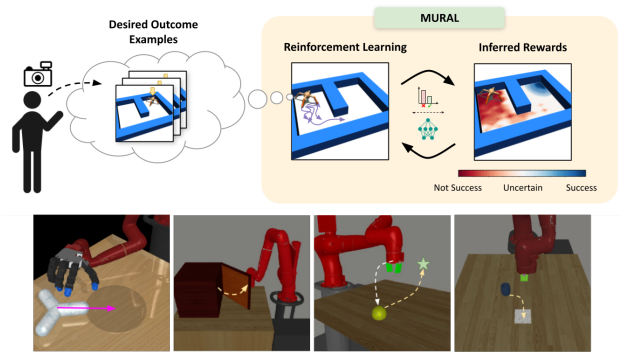 Desired Outcome
Examples
MURAL
Reinforcement Learning
Inferred Rewards
Not Success
Uncertain
Success